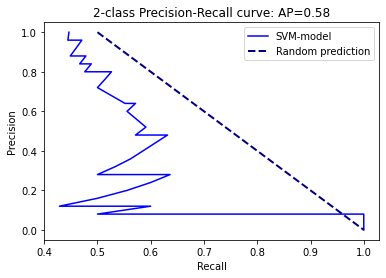 2-class Precision-Recall curve: AP=0.58
SVM-model
Random prediction
Precision
1.0
0.8
0.6
0.4
0.2
0.0
0.4 0.5 0.6 0.7 0.8 0.9 1.0
Recall